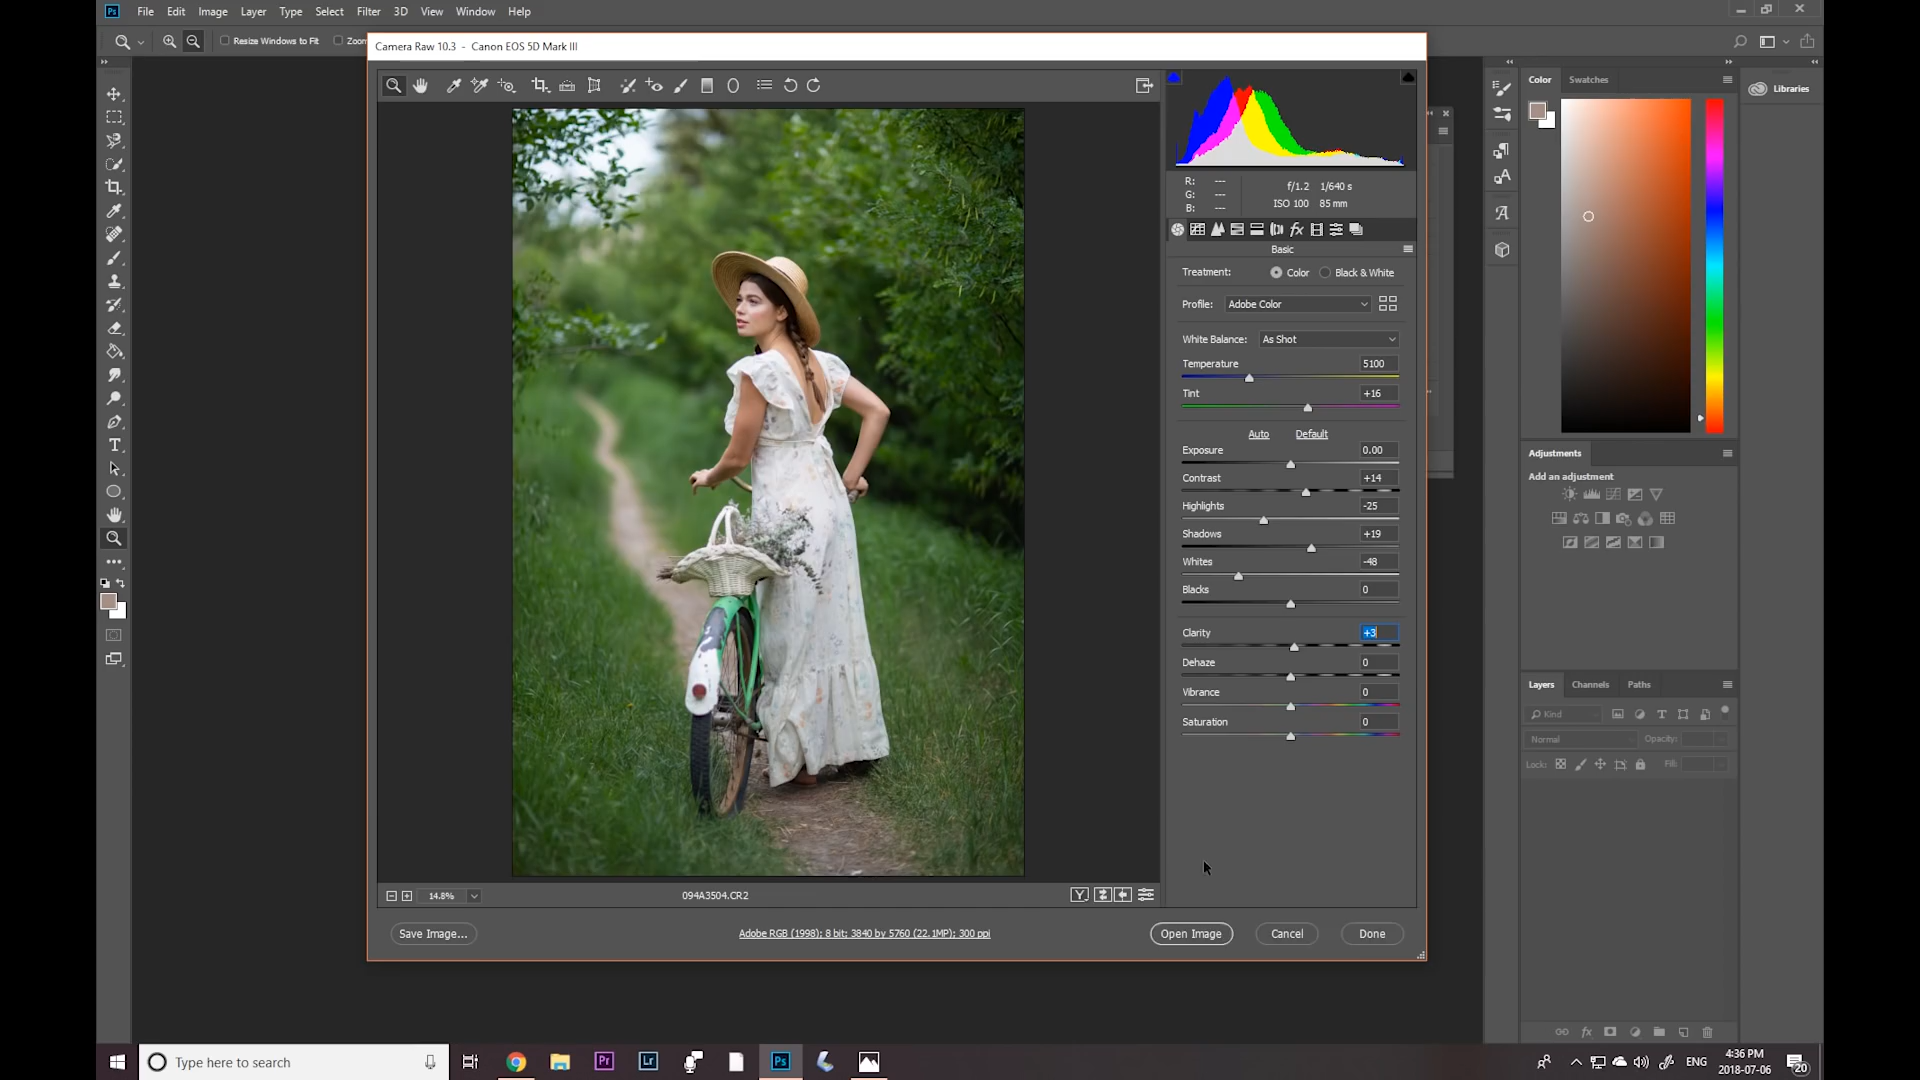 Ps File Edit Image Layer Type Select Filter 3D View Window Help
Resize Windows to Fit
Camera Raw 10.3 - Canon EOS 5D Mark III
R: ---
G: ---
B: ---
f/1.2 1/640 s
ISO 100 85 mm
Basic
Treatment: Color Black & White
Profile: Adobe Color
White Balance: As Shot
Temperature 5100
Tint +16
Auto Default
Exposure 0.00
Contrast +14
Highlights -25
Shadows +19
Whites -48
Blacks 0
Clarity +3
Dehaze 0
Vibrance 0
Saturation 0
14.8% 094A3504.CR2
Save Image... Adobe RGB (1998); 8 bit; 3840 by 5760 (22.1MP); 300 ppi Open Image Cancel Done
Color Swatches
Libraries
Adjustments
Add an adjustment
Layers Channels Paths
Kind
Normal Opacity:
Lock: Fill:
Type here to search
Pr Lr Ps
ENG
4:36 PM
2018-07-06
20